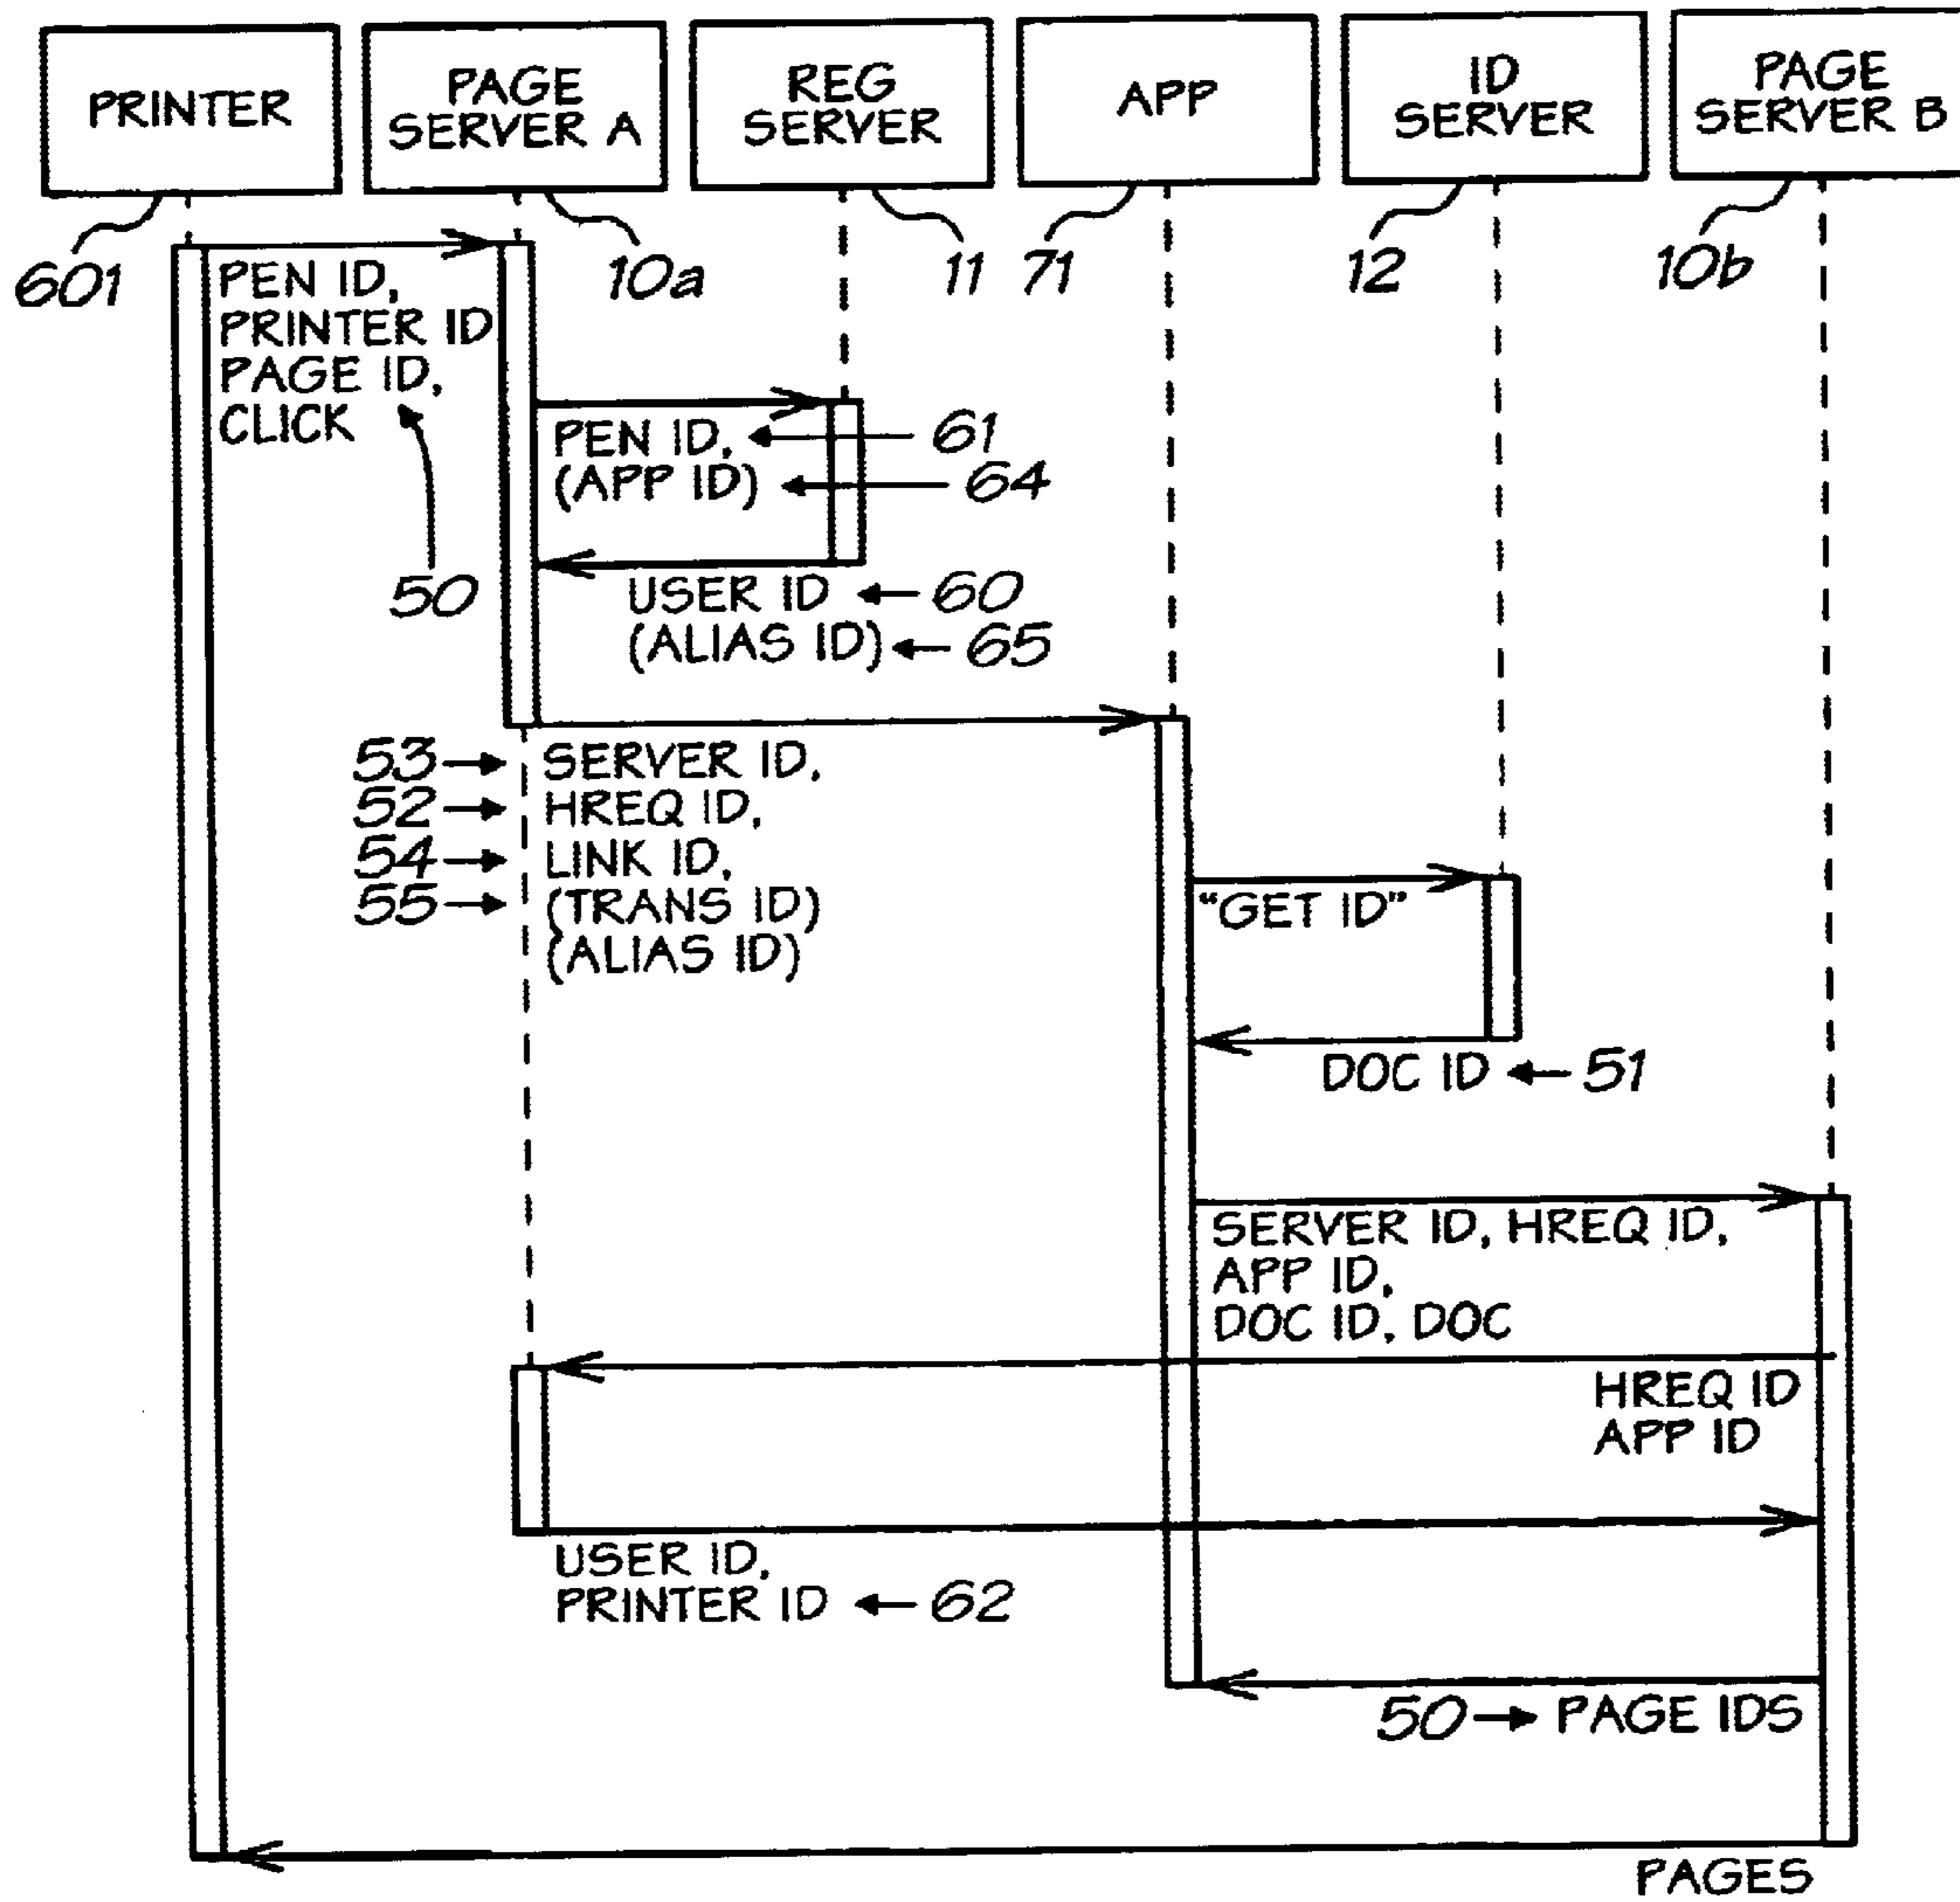 PRINTER
PAGE
SERVER A
REG
SERVER
APP
ID
SERVER
PAGE
SERVER B
601
10a
11
71
12
10b
PEN ID,
PRINTER ID
PAGE ID,
CLICK
50
PEN ID, 61
(APP ID) 64
USER ID 60
(ALIAS ID) 65
53 SERVER ID,
52 HREQ ID,
54 LINK ID,
55 (TRANS ID)
(ALIAS ID)
“GET ID”
DOC ID 51
SERVER ID, HREQ ID,
APP ID,
DOC ID, DOC
HREQ ID
APP ID
USER ID,
PRINTER ID 62
50 PAGE IDS
PAGES